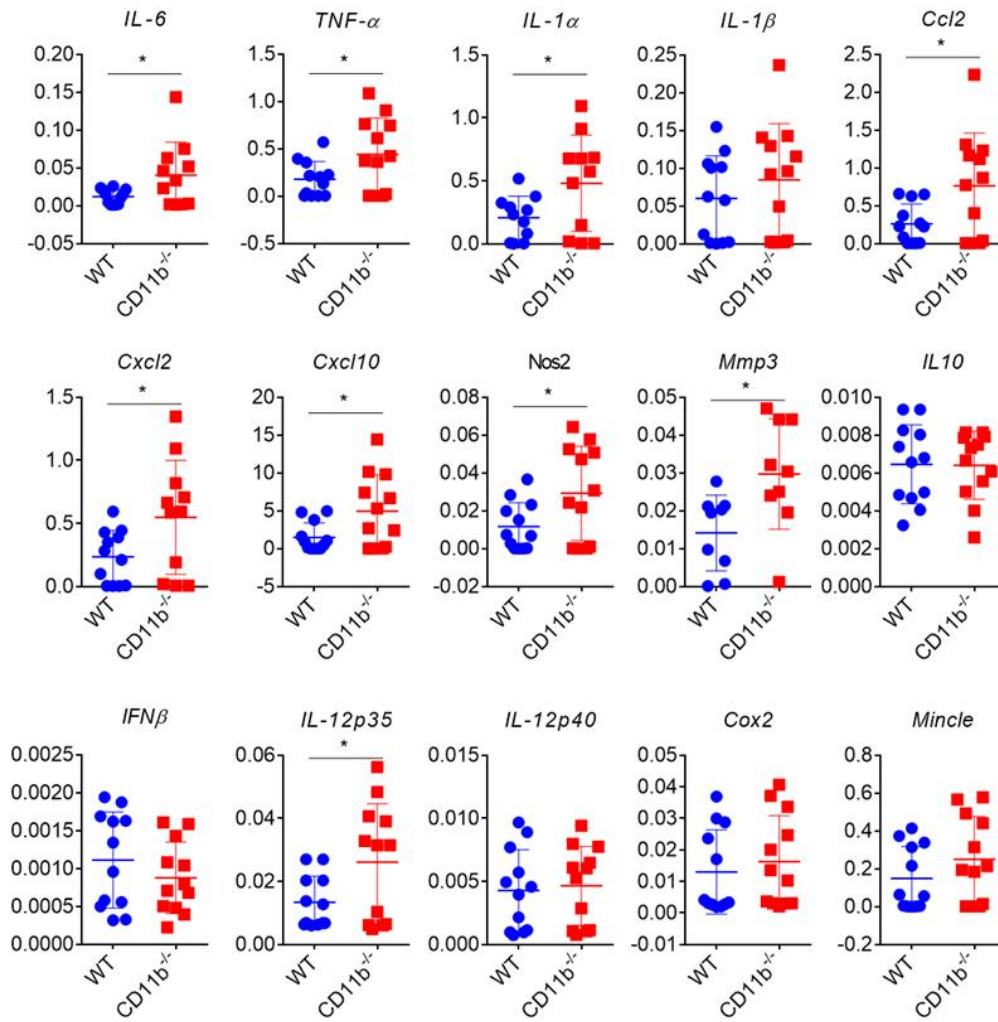 IL-6 TNF-α IL-1α IL-1β Ccl2
* * * *
0.20 1.5 1.5 0.25 2.5
0.15 1.0 1.0 0.20 2.0
0.10 0.5 0.5 0.15 1.5
0.05 0.0 0.10 1.0
0.00 0.05 0.5
-0.05 -0.5 0.0 0.00 0.0
WT CD11b-/- WT CD11b-/- WT CD11b-/- WT CD11b-/- WT CD11b-/-
Cxcl2 Cxcl10 Nos2 Mmp3 IL10
* * * *
1.5 20 0.08 0.05 0.010
1.0 15 0.06 0.04 0.008
0.5 10 0.04 0.03 0.006
5 0.02 0.02 0.004
0 0.00 0.01 0.002
0.0 -5 -0.02 0.00 0.000
WT CD11b-/- WT CD11b-/- WT CD11b-/- WT CD11b-/- WT CD11b-/-
IFNβ IL-12p35 IL-12p40 Cox2 Mincle
*
0.0025 0.06 0.015 0.05 0.8
0.0020 0.04 0.010 0.04 0.6
0.0015 0.02 0.005 0.03 0.4
0.0010 0.02 0.2
0.0005 0.01 0.0
0.0000 0.00 0.000 0.00 -0.2
-0.01
WT CD11b-/- WT CD11b-/- WT CD11b-/- WT CD11b-/- WT CD11b-/-